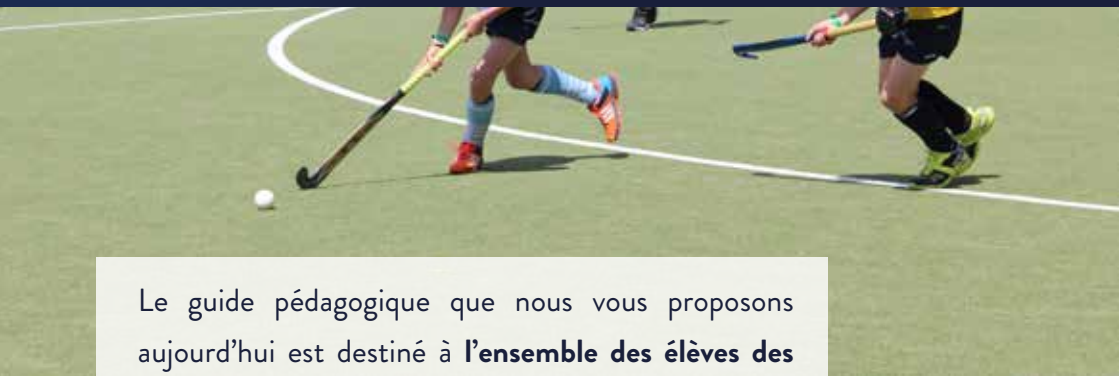 Le guide pédagogique que nous vous proposons
aujourd'hui est destiné à l'ensemble des élèves des